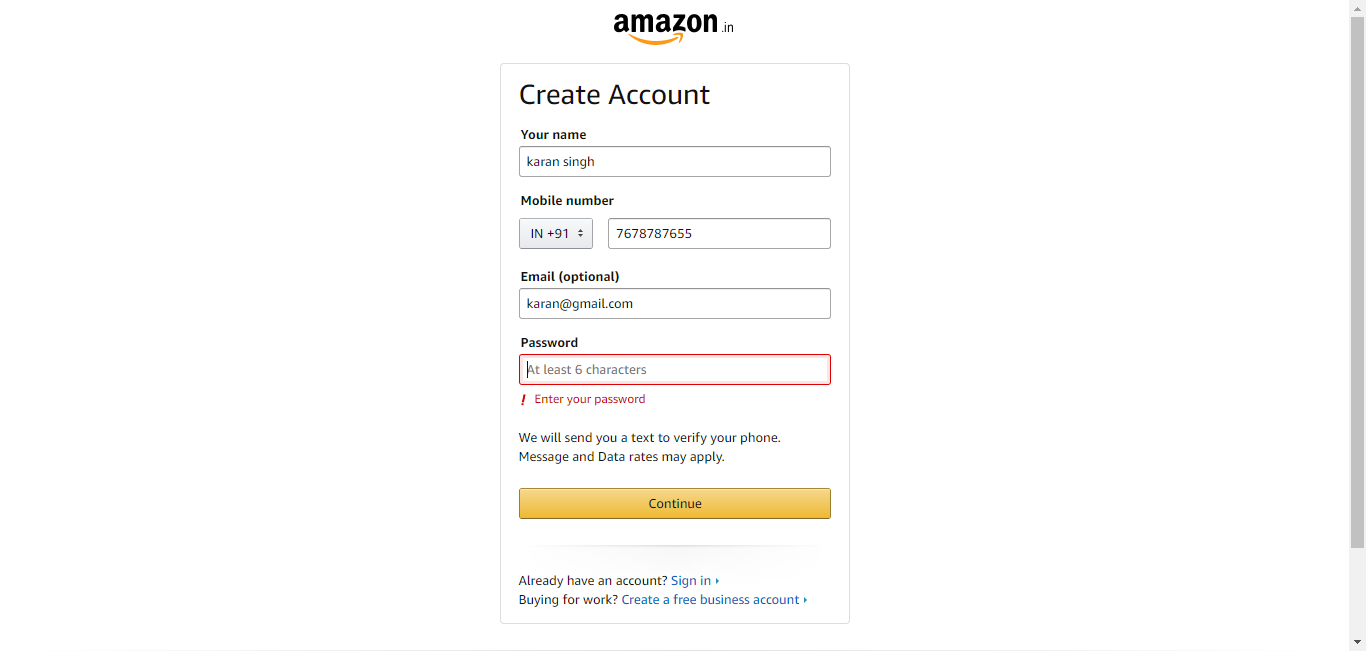 amazon.in
Create Account
Your name
karan singh
Mobile number
IN +91 7678787655
Email (optional)
karan@gmail.com
Password
At least 6 characters
! Enter your password
We will send you a text to verify your phone.
Message and Data rates may apply.
Continue
Already have an account? Sign in
Buying for work? Create a free business account